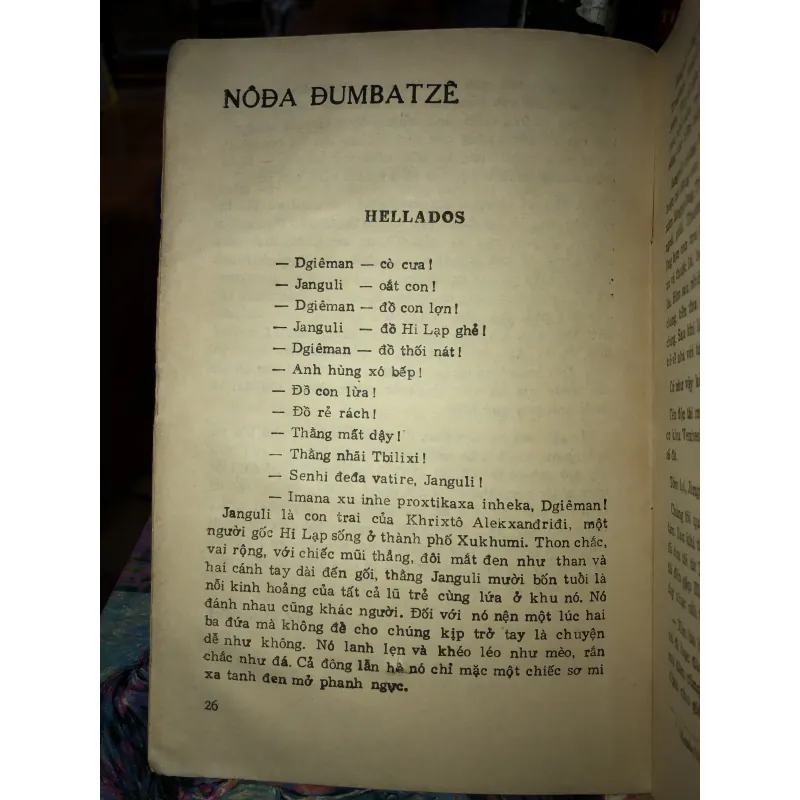 NÔĐA ĐUMBATZÊ
HELLADOS
— Dgiêman — cò cưa!
— Janguli — oắt con!
— Dgiêman — đồ con lợn!
— Janguli — đồ Hi Lạp ghẻ!
— Dgiêman — đồ thối nát!
— Anh hùng xó bếp!
— Đồ con lừa!
— Đồ rẻ rách!
— Thằng mất dậy!
— Thằng nhãi Tbilixi!
— Senhi đeđa vatire, Janguli!
— Imana xu inhe proxtikaxa inheka, Dgiêman!
Janguli là con trai của Khrixtô Alekxanđriđi, một
người gốc Hi Lạp sống ở thành phố Xukhumi. Thon chắc,
vai rộng, với chiếc mũi thẳng, đôi mắt đen như than và
hai cánh tay dài đến gối, thằng Janguli mười bốn tuổi là
nỗi kinh hoảng của tất cả lũ trẻ cùng lứa ở khu nó. Nó
đánh nhau cũng khác người. Đối với nó nện một lúc hai
ba đứa mà không để cho chúng kịp trở tay là chuyện
dễ như không. Nó lanh lẹn và khéo léo như mèo, rắn
chắc như đá. Cả đông lẫn hè nó chỉ mặc một chiếc sơ mi
xa tanh đen mở phanh ngực.
26